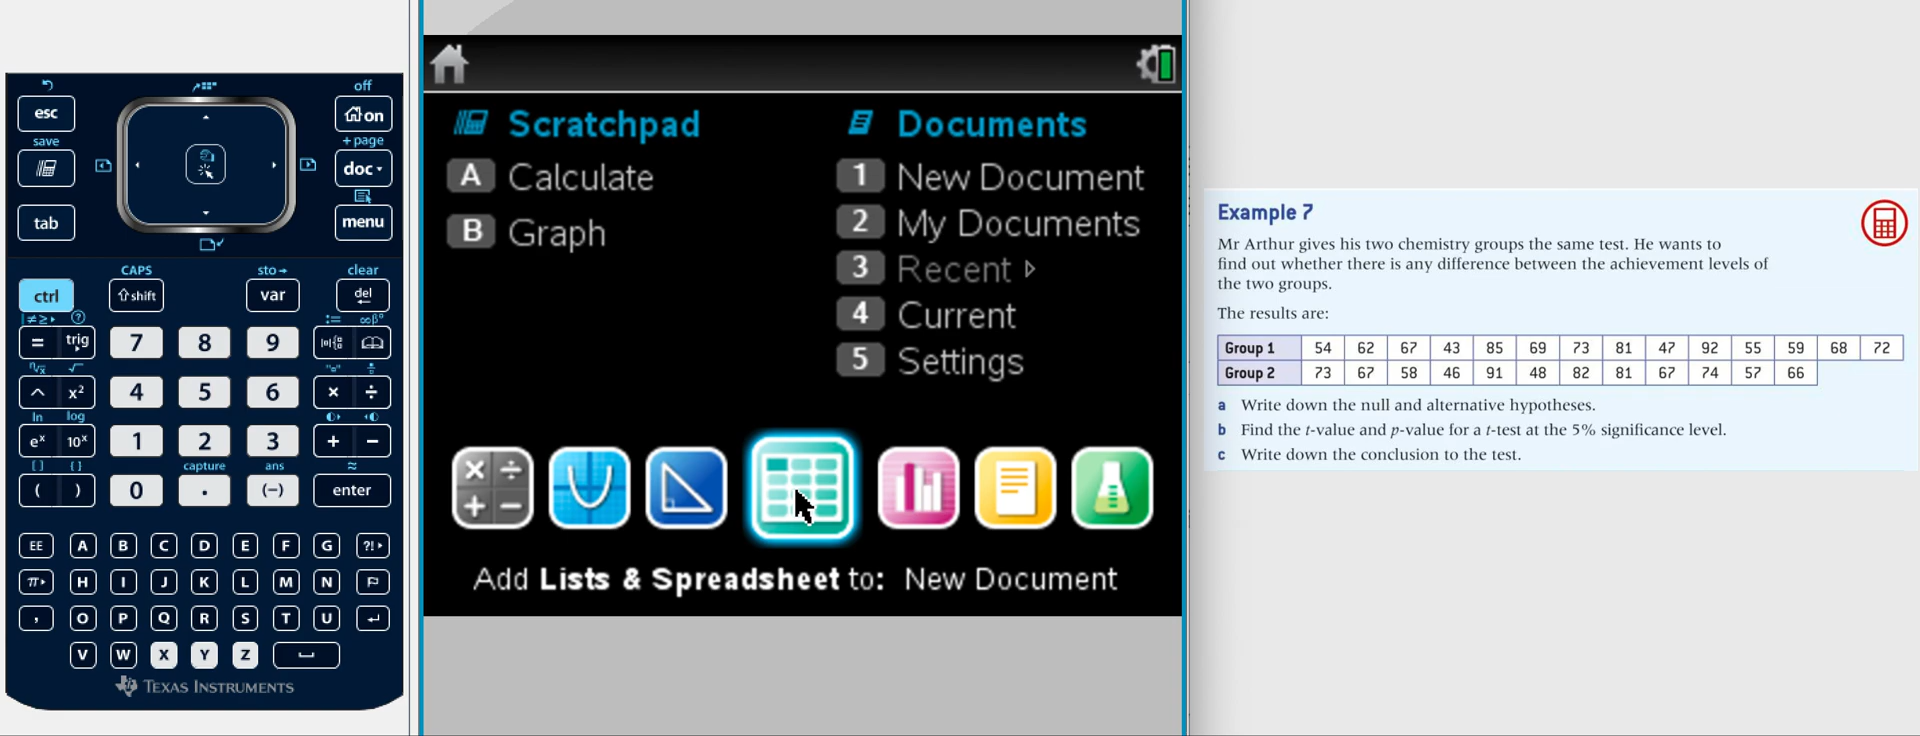 off
esc
on
save
+ page
doc
tab
menu
CAPS
sto→
clear
ctrl
⇧shift
var
del
|≠≥▸
:=
∞β°
=
trig
7
8
9
ln
log
^
x²
4
5
6
×
÷
eˣ
10ˣ
1
2
3
+
−
[ ]
{ }
capture
ans
≈
(
)
0
.
(−)
enter
EE
A
B
C
D
E
F
G
?!▸
π▸
H
I
J
K
L
M
N
,
O
P
Q
R
S
T
U
V
W
X
Y
Z
TEXAS INSTRUMENTS
Scratchpad
A Calculate
B Graph
Documents
1 New Document
2 My Documents
3 Recent ▷
4 Current
5 Settings
Add Lists & Spreadsheet to: New Document
Example 7
Mr Arthur gives his two chemistry groups the same test. He wants to
find out whether there is any difference between the achievement levels of
the two groups.
The results are:
Group 1 54 62 67 43 85 69 73 81 47 92 55 59 68 72
Group 2 73 67 58 46 91 48 82 81 67 74 57 66
a Write down the null and alternative hypotheses.
b Find the t-value and p-value for a t-test at the 5% significance level.
c Write down the conclusion to the test.